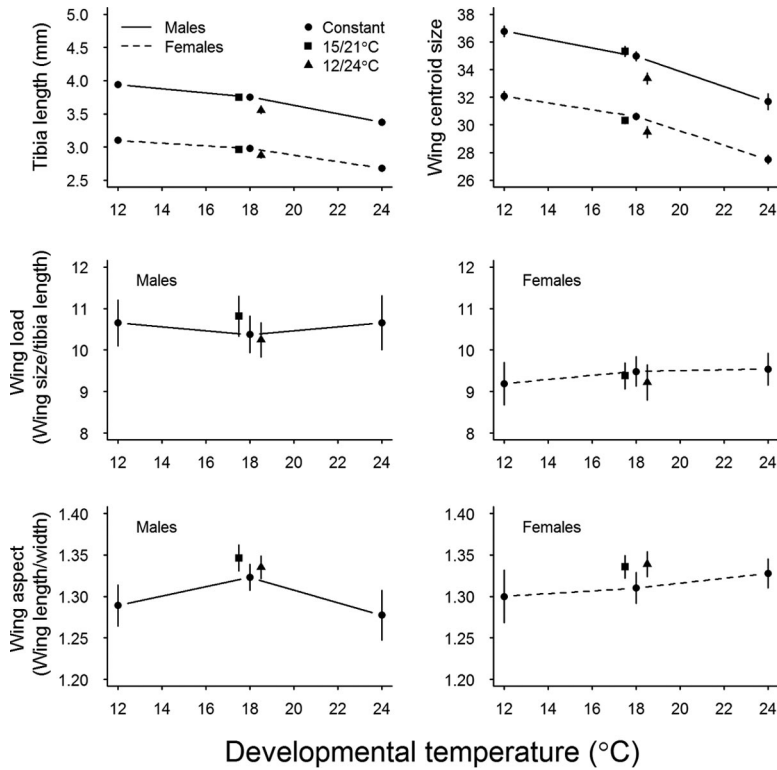 Males
Females
Constant
15/21°C
12/24°C
Tibia length (mm)
5.0
4.5
4.0
3.5
3.0
2.5
12 14 16 18 20 22 24
Wing centroid size
38
36
34
32
30
28
26
12 14 16 18 20 22 24
Wing load
(Wing size/tibia length)
Males
12
11
10
9
8
12 14 16 18 20 22 24
Females
12
11
10
9
8
12 14 16 18 20 22 24
Wing aspect
(Wing length/width)
Males
1.40
1.35
1.30
1.25
1.20
12 14 16 18 20 22 24
Females
1.40
1.35
1.30
1.25
1.20
12 14 16 18 20 22 24
Developmental temperature (°C)